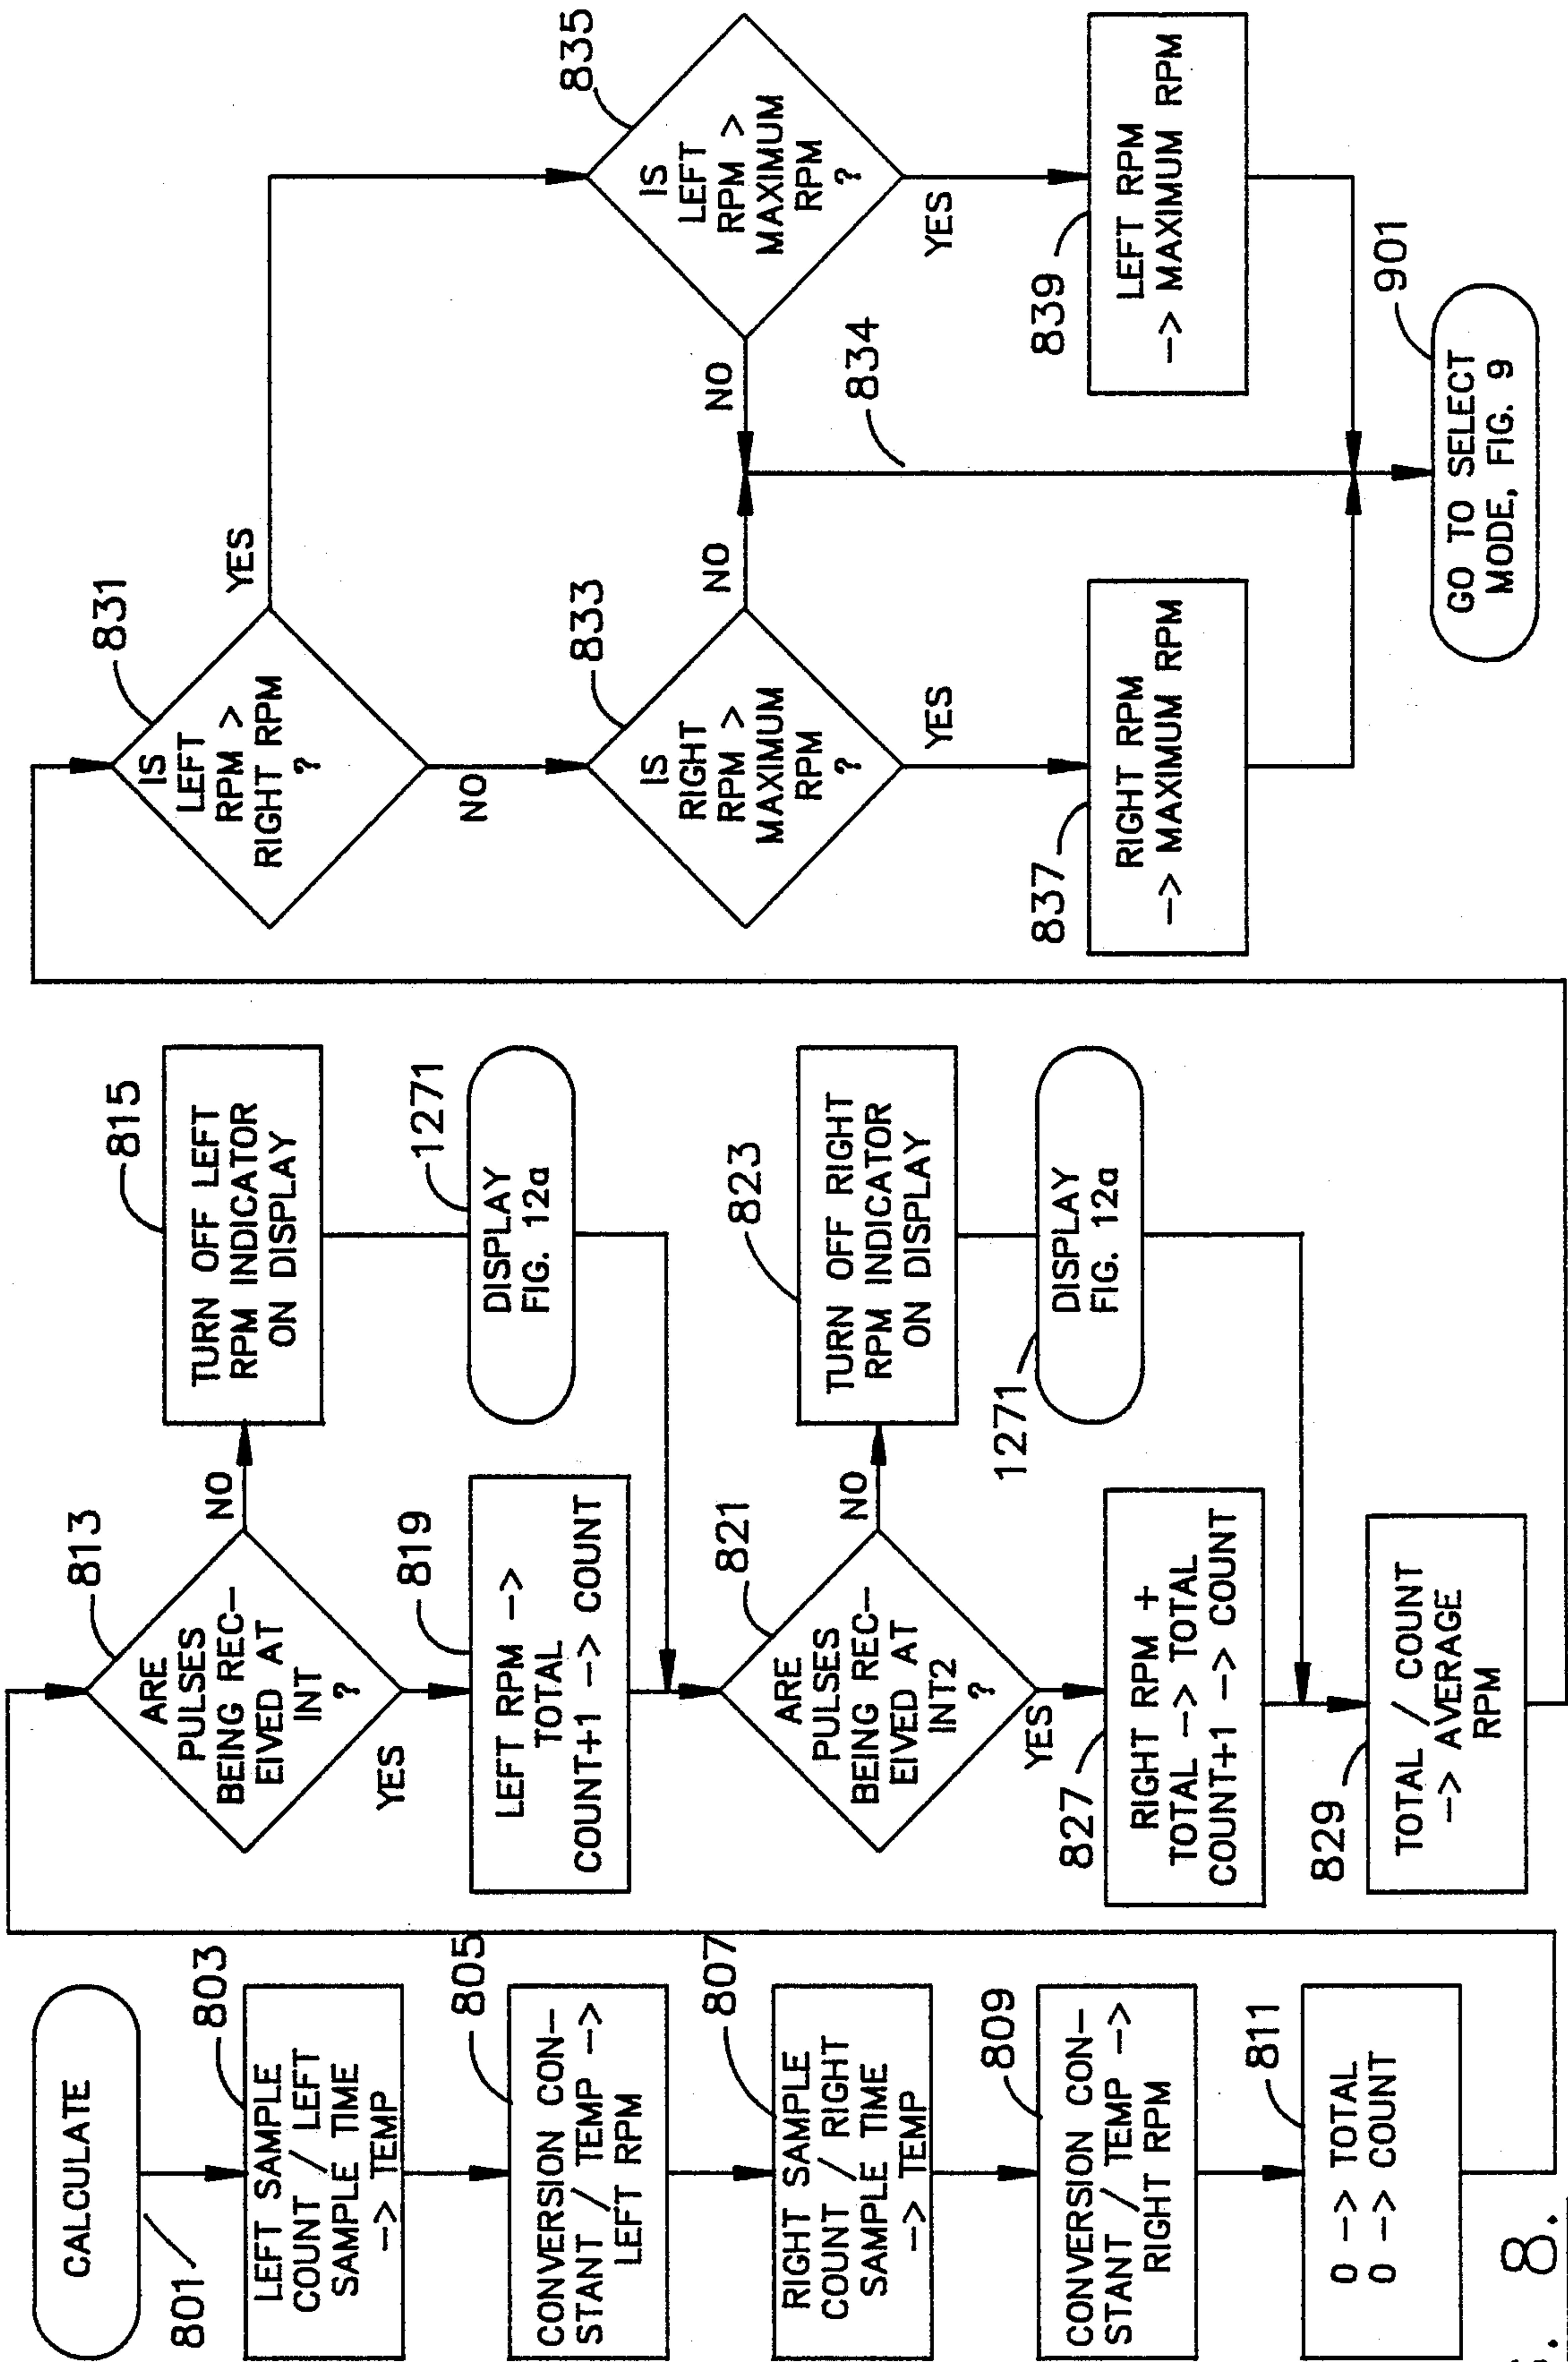 CALCULATE
801
803
LEFT SAMPLE
COUNT / LEFT
SAMPLE TIME
—> TEMP
805
CONVERSION CON—
STANT / TEMP —>
LEFT RPM
807
RIGHT SAMPLE
COUNT / RIGHT
SAMPLE TIME
—> TEMP
809
CONVERSION CON—
STANT / TEMP —>
RIGHT RPM
811
0 —> TOTAL
0 —> COUNT
813
ARE
PULSES
BEING REC—
EIVED AT
INT
?
NO
YES
815
TURN OFF LEFT
RPM INDICATOR
ON DISPLAY
1271
DISPLAY
FIG. 12a
819
LEFT RPM —>
TOTAL
COUNT+1 —> COUNT
821
ARE
PULSES
BEING REC—
EIVED AT
INT2
?
NO
YES
823
TURN OFF RIGHT
RPM INDICATOR
ON DISPLAY
1271
DISPLAY
FIG. 12a
827
RIGHT RPM +
TOTAL —> TOTAL
COUNT+1 —> COUNT
829
TOTAL / COUNT
—> AVERAGE
RPM
831
IS
LEFT
RPM >
RIGHT RPM
?
YES
NO
833
IS
RIGHT
RPM >
MAXIMUM
RPM
?
NO
YES
835
IS
LEFT
RPM >
MAXIMUM
RPM
?
NO
YES
834
837
RIGHT RPM
—> MAXIMUM RPM
839
LEFT RPM
—> MAXIMUM RPM
901
GO TO SELECT
MODE, FIG. 9
8.